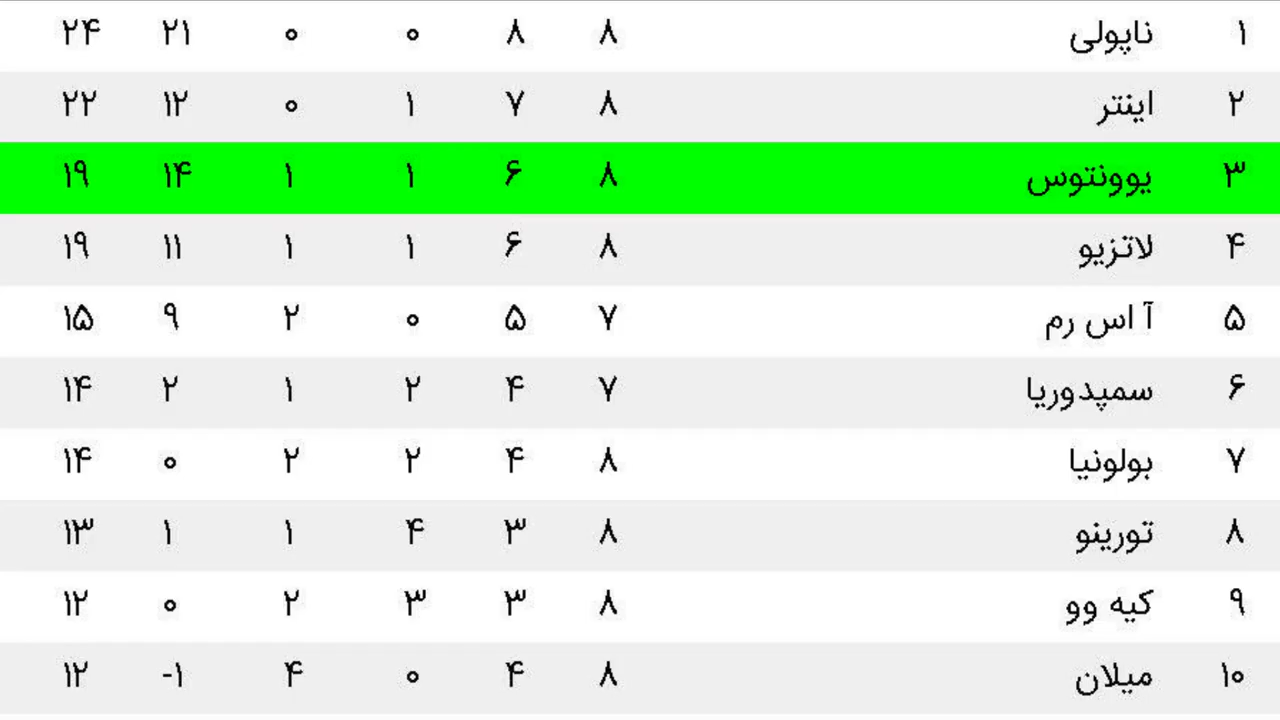 ۱ ناپولی ۸ ۸ ۰ ۰ ۲۱ ۲۴
۲ اینتر ۸ ۷ ۱ ۰ ۱۲ ۲۲
۳ یوونتوس ۸ ۶ ۱ ۱ ۱۴ ۱۹
۴ لاتزیو ۸ ۶ ۱ ۱ ۱۱ ۱۹
۵ آ اس رم ۷ ۵ ۰ ۲ ۹ ۱۵
۶ سمپدوریا ۷ ۴ ۲ ۱ ۲ ۱۴
۷ بولونیا ۸ ۴ ۲ ۲ ۰ ۱۴
۸ تورینو ۸ ۳ ۴ ۱ ۱ ۱۳
۹ کیه وو ۸ ۳ ۳ ۲ ۰ ۱۲
۱۰ میلان ۸ ۴ ۰ ۴ -۱ ۱۲